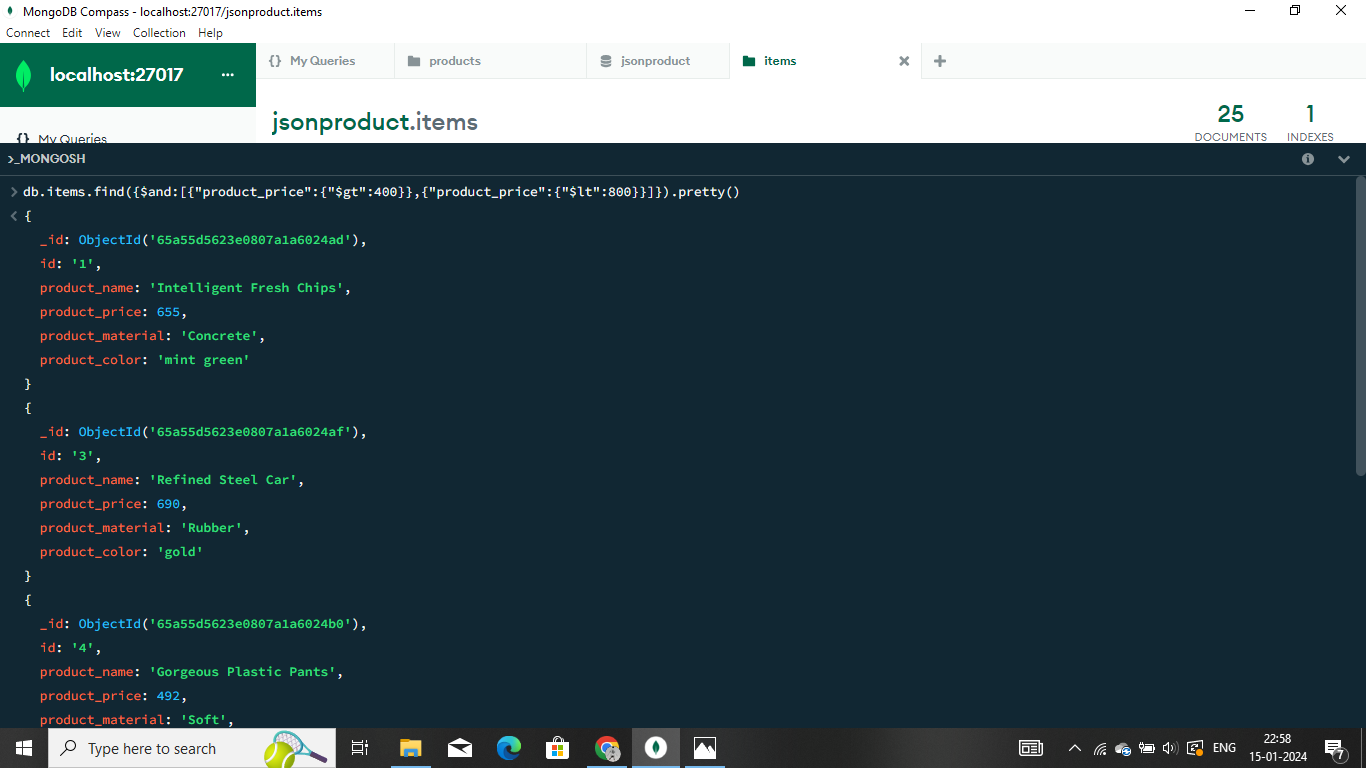 MongoDB Compass - localhost:27017/jsonproduct.items
Connect Edit View Collection Help
localhost:27017 ...
{} My Queries
products
jsonproduct
items
{} My Queries
jsonproduct.items
25
DOCUMENTS
1
INDEXES
>_MONGOSH
> db.items.find({$and:[{"product_price":{"$gt":400}},{"product_price":{"$lt":800}}]}).pretty()
< {
_id: ObjectId('65a55d5623e0807a1a6024ad'),
id: '1',
product_name: 'Intelligent Fresh Chips',
product_price: 655,
product_material: 'Concrete',
product_color: 'mint green'
}
{
_id: ObjectId('65a55d5623e0807a1a6024af'),
id: '3',
product_name: 'Refined Steel Car',
product_price: 690,
product_material: 'Rubber',
product_color: 'gold'
}
{
_id: ObjectId('65a55d5623e0807a1a6024b0'),
id: '4',
product_name: 'Gorgeous Plastic Pants',
product_price: 492,
product_material: 'Soft',
Type here to search
ENG
22:58
15-01-2024
7